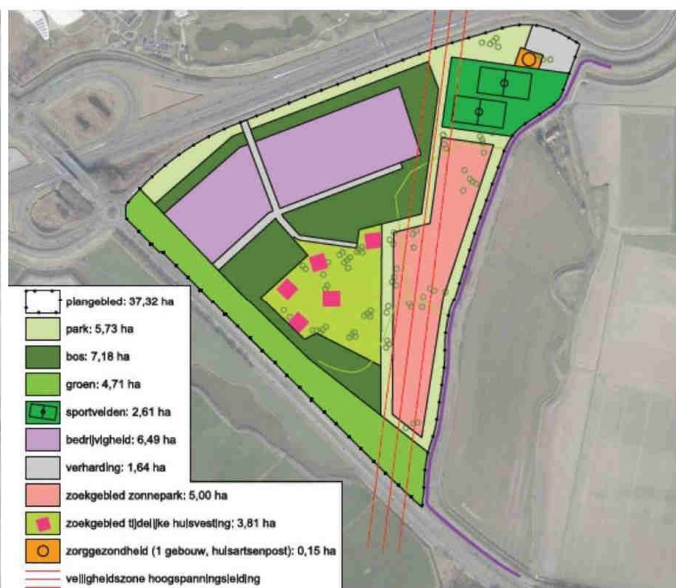 plangebied: 37,32 ha
park: 5,73 ha
bos: 7,18 ha
groen: 4,71 ha
sportvelden: 2,61 ha
bedrijvigheid: 6,49 ha
verharding: 1,64 ha
zoekgebied zonnepark: 5,00 ha
zoekgebied tijdelijke huisvesting: 3,81 ha
zorggezondheid (1 gebouw, huisartsenpost): 0,15 ha
veiligheidszone hoogspanningsleiding